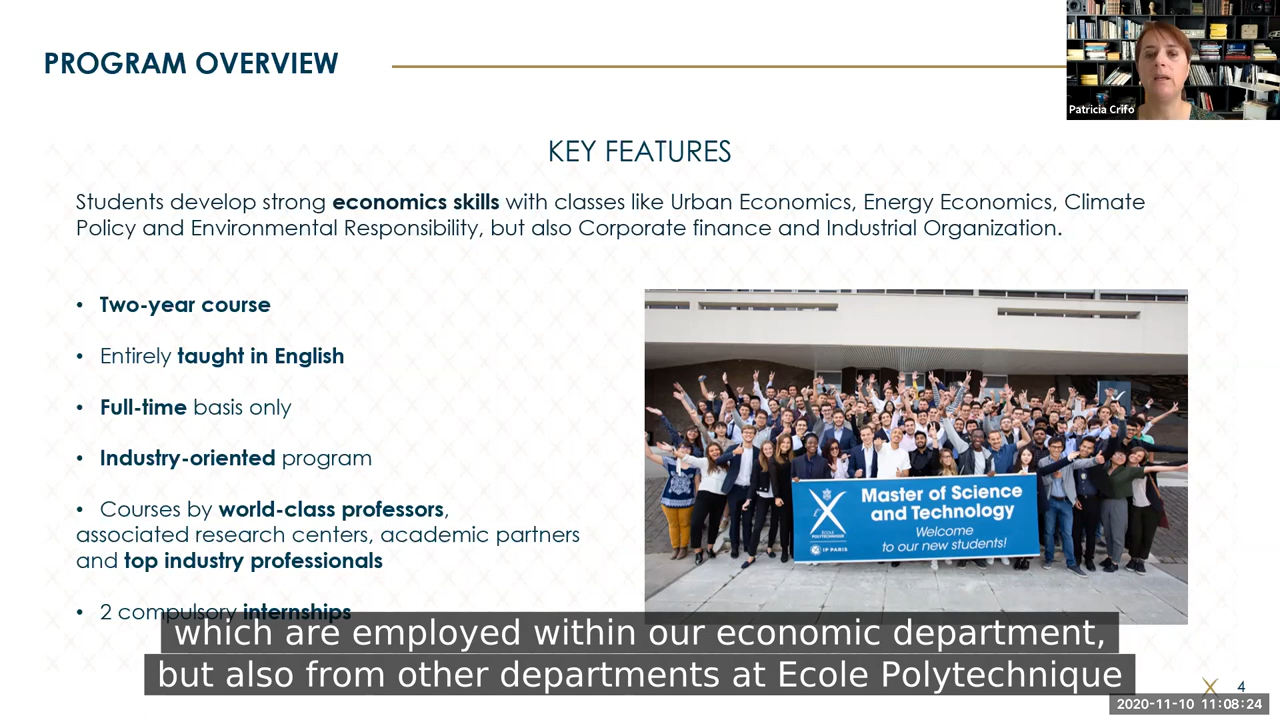 PROGRAM OVERVIEW
Patricia Crifo
KEY FEATURES
Students develop strong economics skills with classes like Urban Economics, Energy Economics, Climate
Policy and Environmental Responsibility, but also Corporate finance and Industrial Organization.
• Two-year course
• Entirely taught in English
• Full-time basis only
• Industry-oriented program
• Courses by world-class professors,
associated research centers, academic partners
and top industry professionals
• 2 compulsory internships
ECOLE
POLYTECHNIQUE
IP PARIS
Master of Science
and Technology
Welcome
to our new students!
which are employed within our economic department,
but also from other departments at Ecole Polytechnique
4
2020-11-10 11:08:24